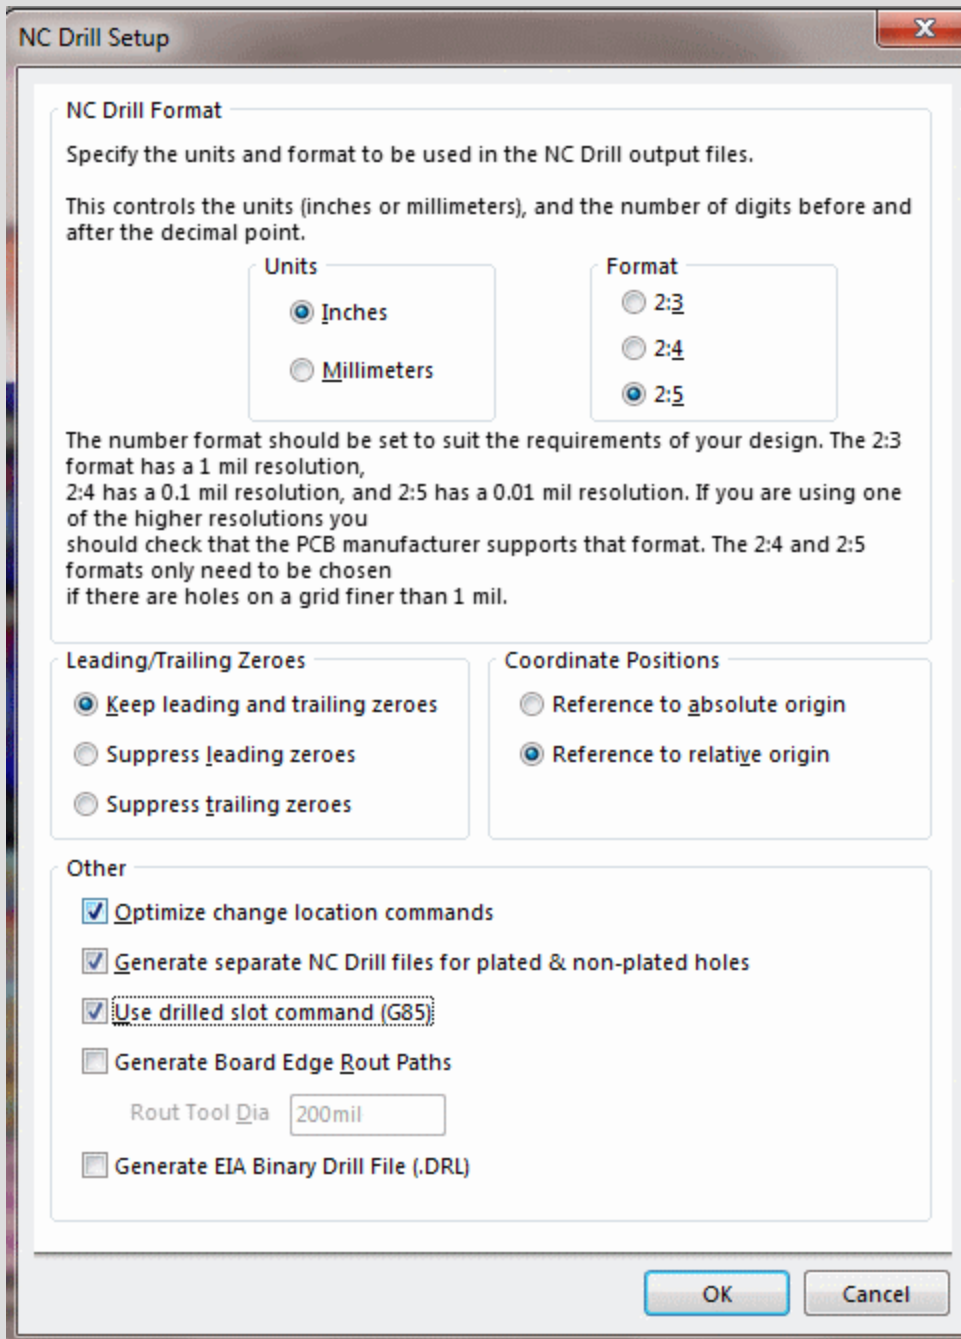 NC Drill Setup
NC Drill Format
Specify the units and format to be used in the NC Drill output files.
This controls the units (inches or millimeters), and the number of digits before and
after the decimal point.
Units
Inches
Millimeters
Format
2:3
2:4
2:5
The number format should be set to suit the requirements of your design. The 2:3
format has a 1 mil resolution,
2:4 has a 0.1 mil resolution, and 2:5 has a 0.01 mil resolution. If you are using one
of the higher resolutions you
should check that the PCB manufacturer supports that format. The 2:4 and 2:5
formats only need to be chosen
if there are holes on a grid finer than 1 mil.
Leading/Trailing Zeroes
Keep leading and trailing zeroes
Suppress leading zeroes
Suppress trailing zeroes
Coordinate Positions
Reference to absolute origin
Reference to relative origin
Other
Optimize change location commands
Generate separate NC Drill files for plated & non-plated holes
Use drilled slot command (G85)
Generate Board Edge Rout Paths
Rout Tool Dia
200mil
Generate EIA Binary Drill File (.DRL)
OK
Cancel